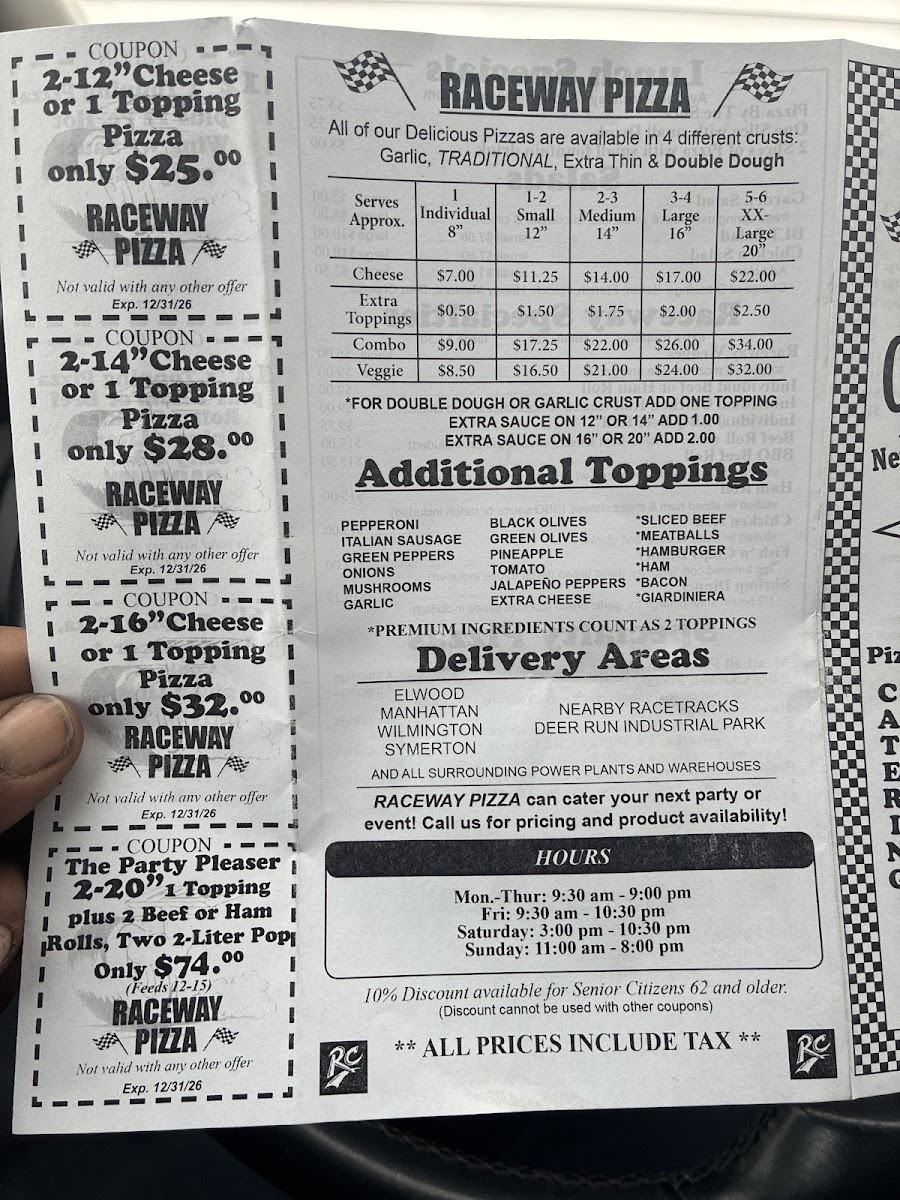 COUPON
2-12" Cheese
or 1 Topping
Pizza
only $25.00
RACEWAY
PIZZA
Not valid with any other offer
Exp. 12/31/26
COUPON
2-14" Cheese
or 1 Topping
Pizza
only $28.00
RACEWAY
PIZZA
Not valid with any other offer
Exp. 12/31/26
COUPON
2-16" Cheese
or 1 Topping
Pizza
only $32.00
RACEWAY
PIZZA
Not valid with any other offer
Exp. 12/31/26
COUPON
The Party Pleaser
2-20" 1 Topping
plus 2 Beef or Ham
Rolls, Two 2-Liter Pop
Only $74.00
(Feeds 12-15)
RACEWAY
PIZZA
Not valid with any other offer
Exp. 12/31/26
RACEWAY PIZZA
All of our Delicious Pizzas are available in 4 different crusts:
Garlic, TRADITIONAL, Extra Thin & Double Dough
Serves Approx. 1 Individual 8" 1-2 Small 12" 2-3 Medium 14" 3-4 Large 16" 5-6 XX-Large 20"
Cheese $7.00 $11.25 $14.00 $17.00 $22.00
Extra Toppings $0.50 $1.50 $1.75 $2.00 $2.50
Combo $9.00 $17.25 $22.00 $26.00 $34.00
Veggie $8.50 $16.50 $21.00 $24.00 $32.00
*FOR DOUBLE DOUGH OR GARLIC CRUST ADD ONE TOPPING
EXTRA SAUCE ON 12" OR 14" ADD 1.00
EXTRA SAUCE ON 16" OR 20" ADD 2.00
Additional Toppings
PEPPERONI
ITALIAN SAUSAGE
GREEN PEPPERS
ONIONS
MUSHROOMS
GARLIC
BLACK OLIVES
GREEN OLIVES
PINEAPPLE
TOMATO
JALAPEÑO PEPPERS
EXTRA CHEESE
*SLICED BEEF
*MEATBALLS
*HAMBURGER
*HAM
*BACON
*GIARDINIERA
*PREMIUM INGREDIENTS COUNT AS 2 TOPPINGS
Delivery Areas
ELWOOD
MANHATTAN
WILMINGTON
SYMERTON
NEARBY RACETRACKS
DEER RUN INDUSTRIAL PARK
AND ALL SURROUNDING POWER PLANTS AND WAREHOUSES
RACEWAY PIZZA can cater your next party or
event! Call us for pricing and product availability!
HOURS
Mon.-Thur: 9:30 am - 9:00 pm
Fri: 9:30 am - 10:30 pm
Saturday: 3:00 pm - 10:30 pm
Sunday: 11:00 am - 8:00 pm
10% Discount available for Senior Citizens 62 and older.
(Discount cannot be used with other coupons)
** ALL PRICES INCLUDE TAX **
RC
RC
CATERING